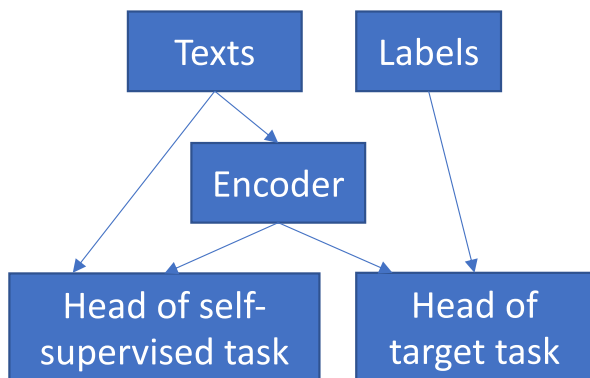 Texts
Labels
Encoder
Head of self-
supervised task
Head of
target task